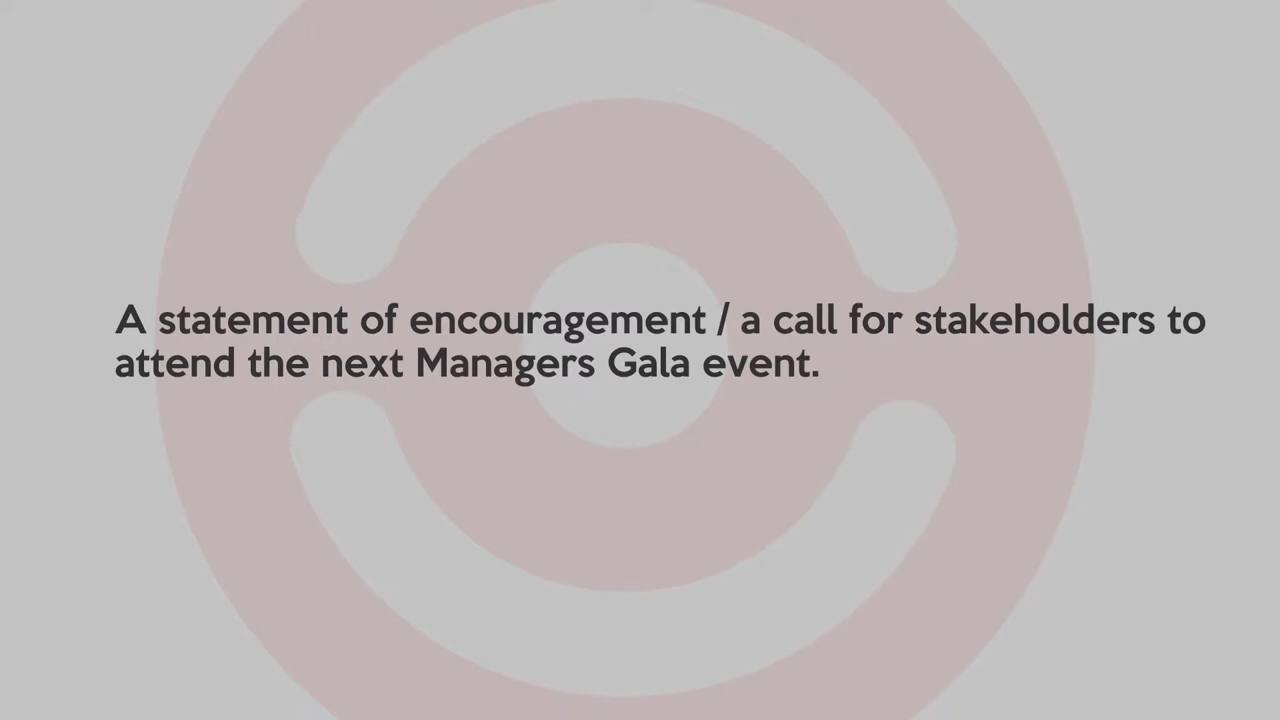 A statement of encouragement / a call for stakeholders to
attend the next Managers Gala event.